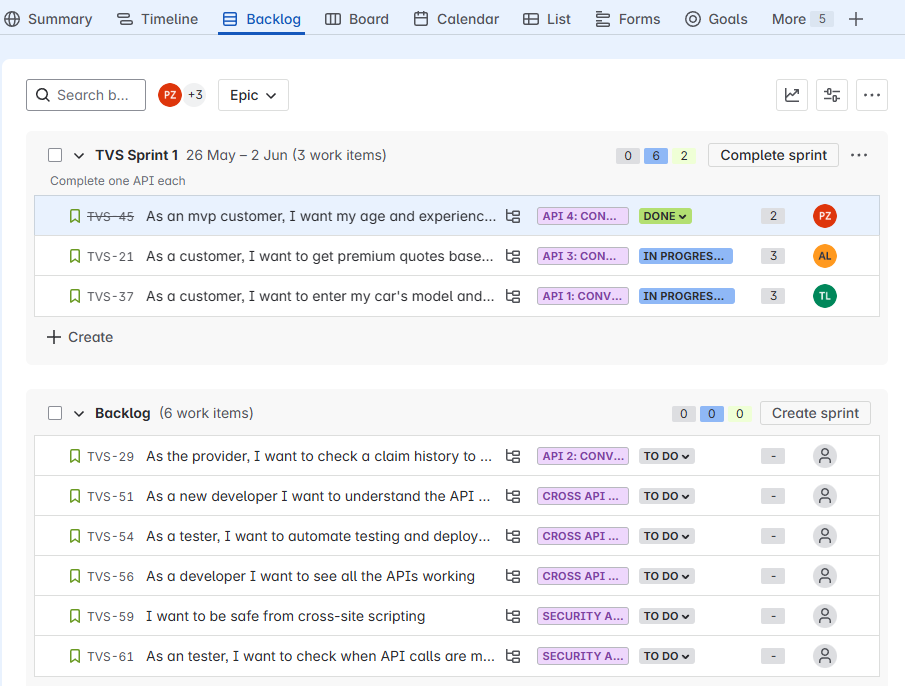 Summary Timeline Backlog Board Calendar List Forms Goals More 5
Search b... PZ +3 Epic
TVS Sprint 1 26 May – 2 Jun (3 work items) 0 6 2 Complete sprint
Complete one API each
TVS-45 As an mvp customer, I want my age and experienc... API 4: CON... DONE 2 PZ
TVS-21 As a customer, I want to get premium quotes base... API 3: CON... IN PROGRES... 3 AL
TVS-37 As a customer, I want to enter my car's model and... API 1: CONV... IN PROGRES... 3 TL
Create
Backlog (6 work items) 0 0 0 Create sprint
TVS-29 As the provider, I want to check a claim history to ... API 2: CONV... TO DO -
TVS-51 As a new developer I want to understand the API ... CROSS API ... TO DO -
TVS-54 As a tester, I want to automate testing and deploy... CROSS API ... TO DO -
TVS-56 As a developer I want to see all the APIs working CROSS API ... TO DO -
TVS-59 I want to be safe from cross-site scripting SECURITY A... TO DO -
TVS-61 As an tester, I want to check when API calls are m... SECURITY A... TO DO -